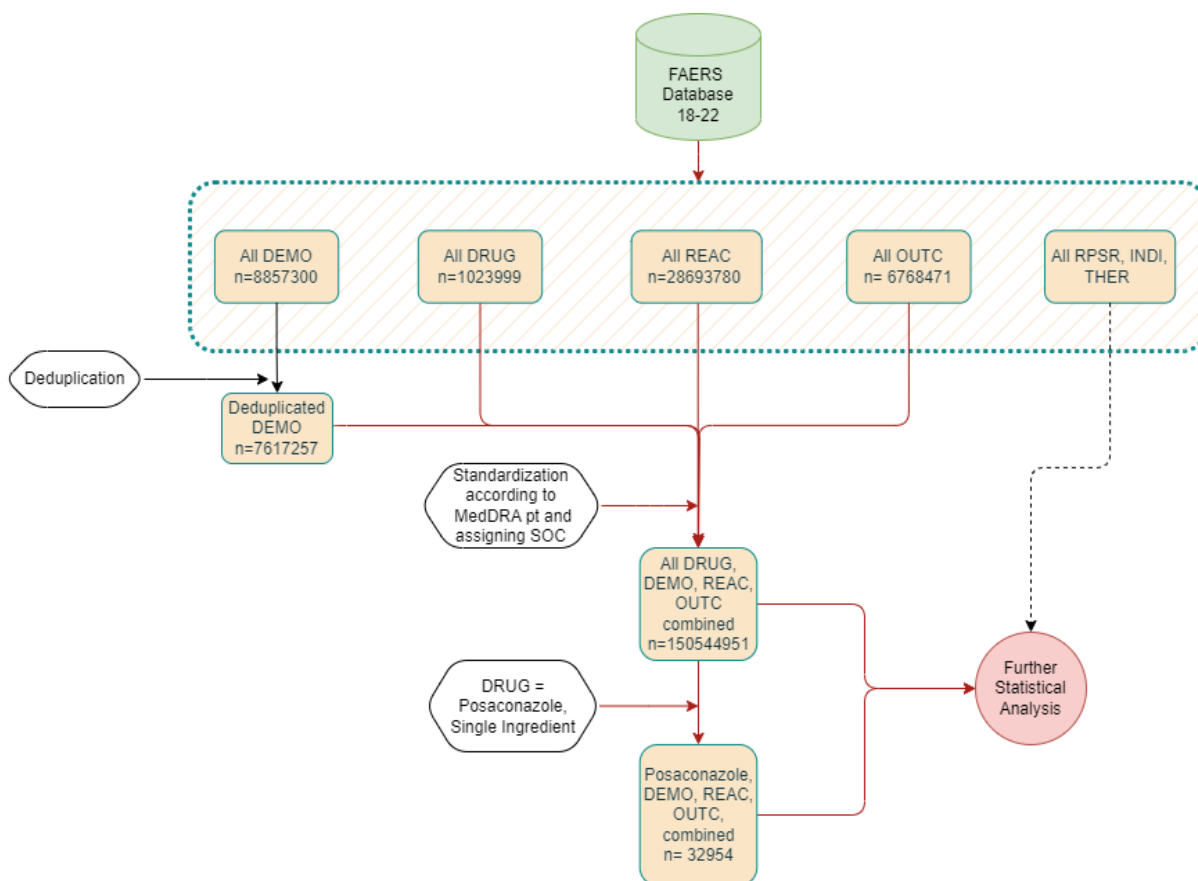 FAERS
Database
18-22
All DEMO
n=8857300
All DRUG
n=1023999
All REAC
n=28693780
All OUTC
n= 6768471
All RPSR, INDI,
THER
Deduplication
Deduplicated
DEMO
n=7617257
Standardization
according to
MedDRA pt and
assigning SOC
All DRUG,
DEMO, REAC,
OUTC
combined
n=150544951
DRUG =
Posaconazole,
Single Ingredient
Further
Statistical
Analysis
Posaconazole,
DEMO, REAC,
OUTC,
combined
n= 32954